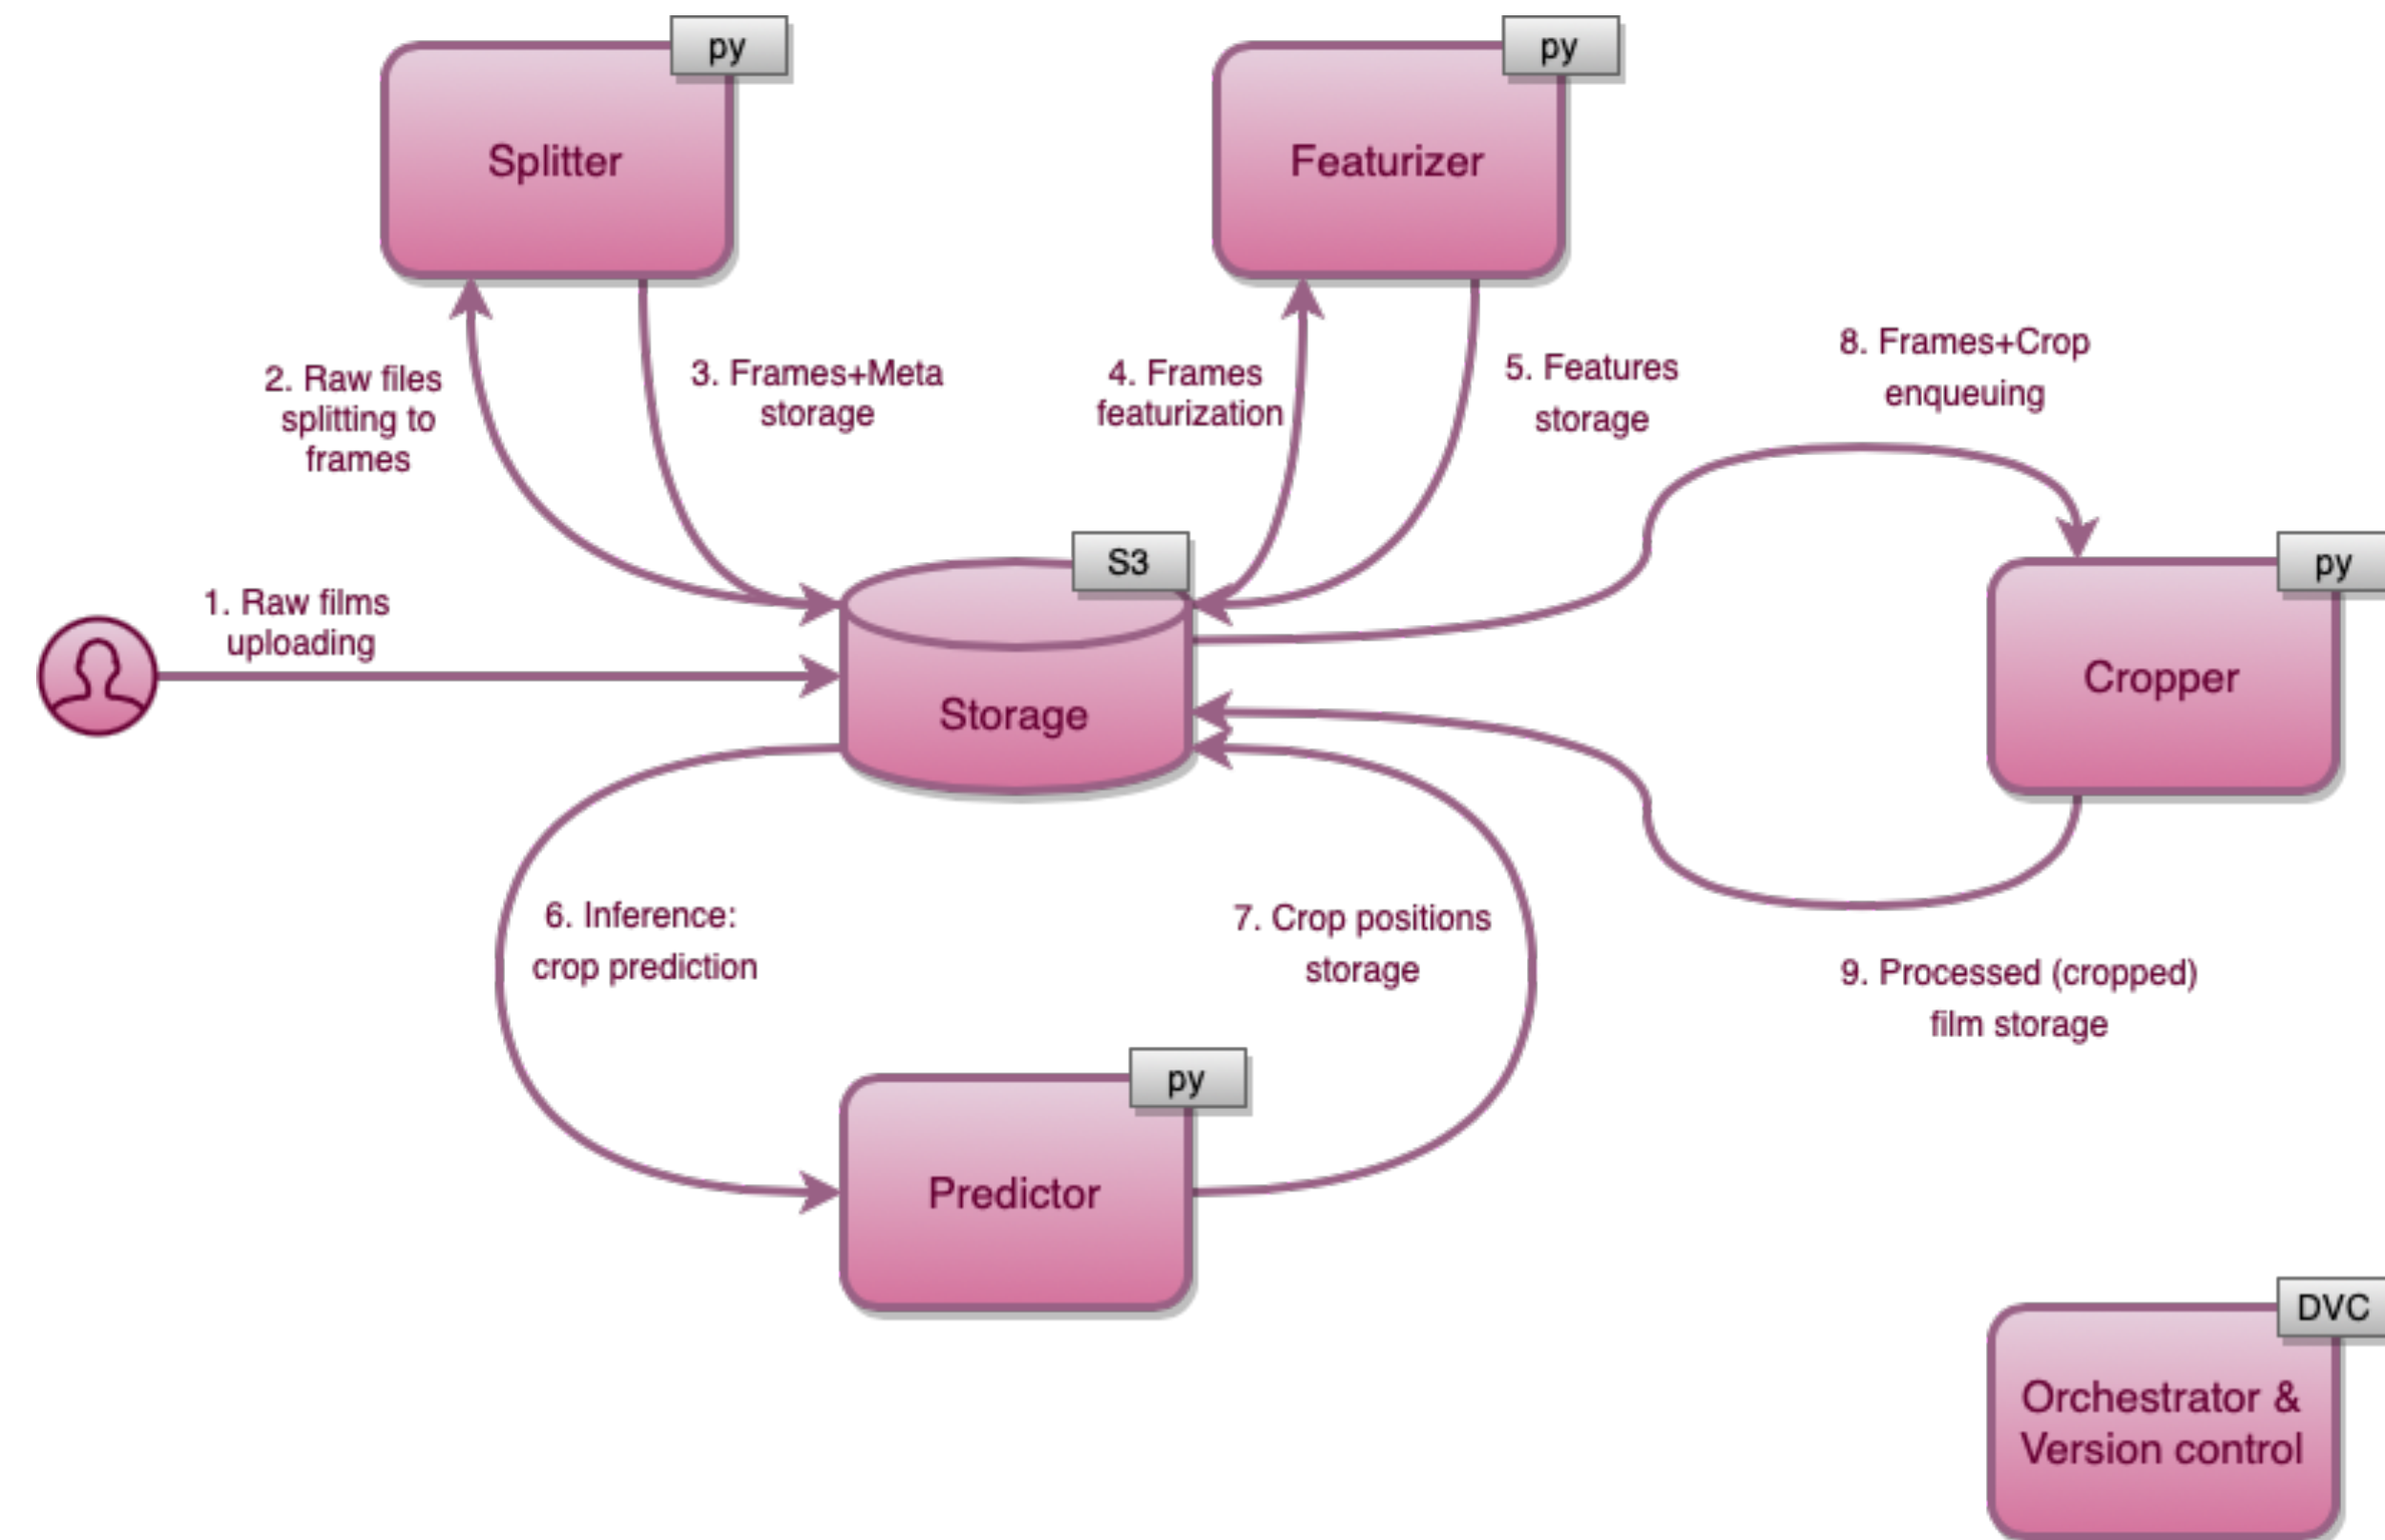 py
Splitter
py
Featurizer
2. Raw files
splitting to
frames
3. Frames+Meta
storage
4. Frames
featurization
5. Features
storage
8. Frames+Crop
enqueuing
1. Raw films
uploading
S3
Storage
py
Cropper
6. Inference:
crop prediction
7. Crop positions
storage
9. Processed (cropped)
film storage
py
Predictor
DVC
Orchestrator &
Version control